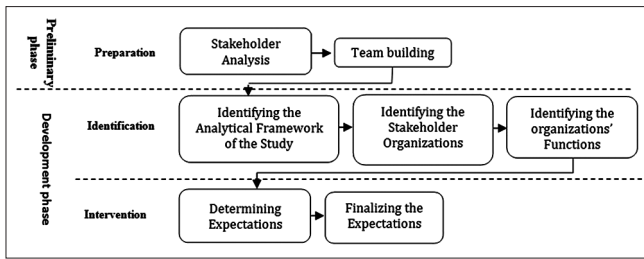 Preliminary
phase
Preparation
Stakeholder
Analysis
Team building
Development phase
Identification
Identifying the
Analytical Framework
of the Study
Identifying the
Stakeholder
Organizations
Identifying the
organizations'
Functions
Intervention
Determining
Expectations
Finalizing the
Expectations